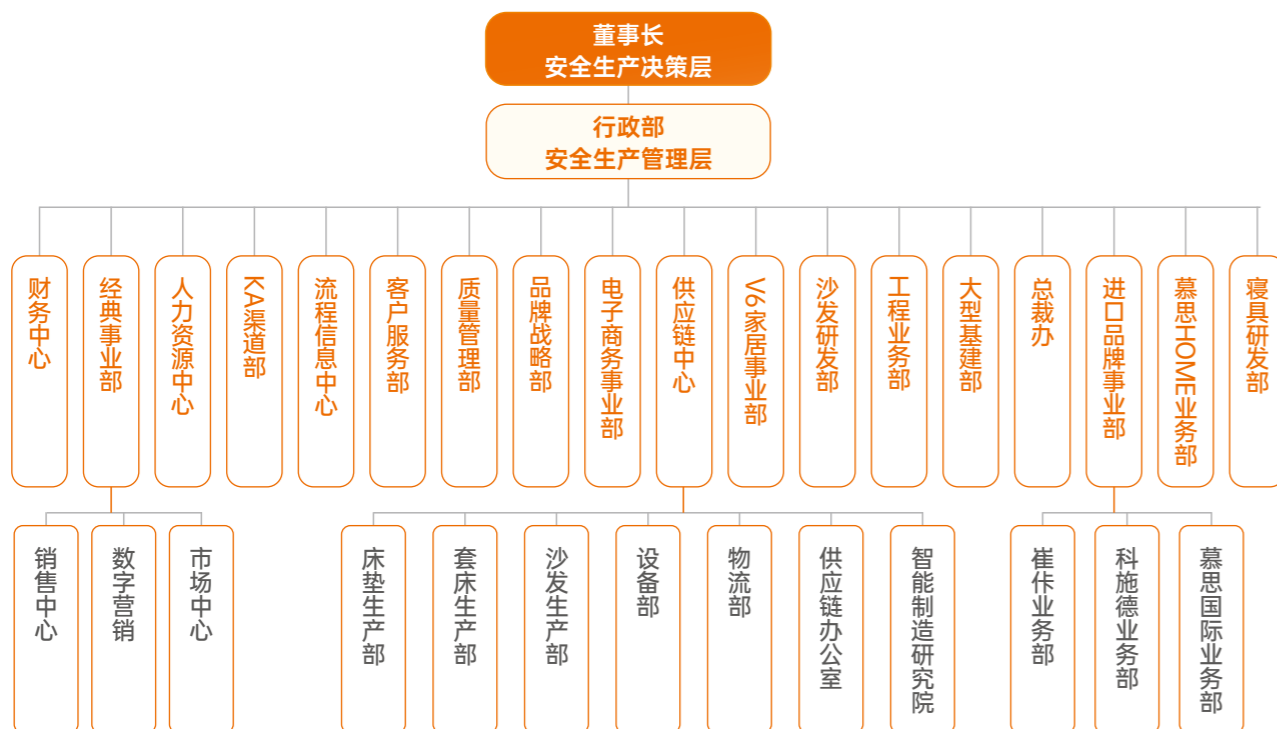 董事长
安全生产决策层
行政部
安全生产管理层
财务中心
经典事业部
人力资源中心
KA渠道部
流程信息中心
客户服务部
质量管理部
品牌战略部
电子商务事业部
供应链中心
V6家居事业部
沙发研发部
工程业务部
大型基建部
总裁办
进口品牌事业部
慕思HOME业务部
寝具研发部
销售中心
数字营销
市场中心
床垫生产部
套床生产部
沙发生产部
设备部
物流部
供应链办公室
智能制造研究院
崔佧业务部
科施德业务部
慕思国际业务部